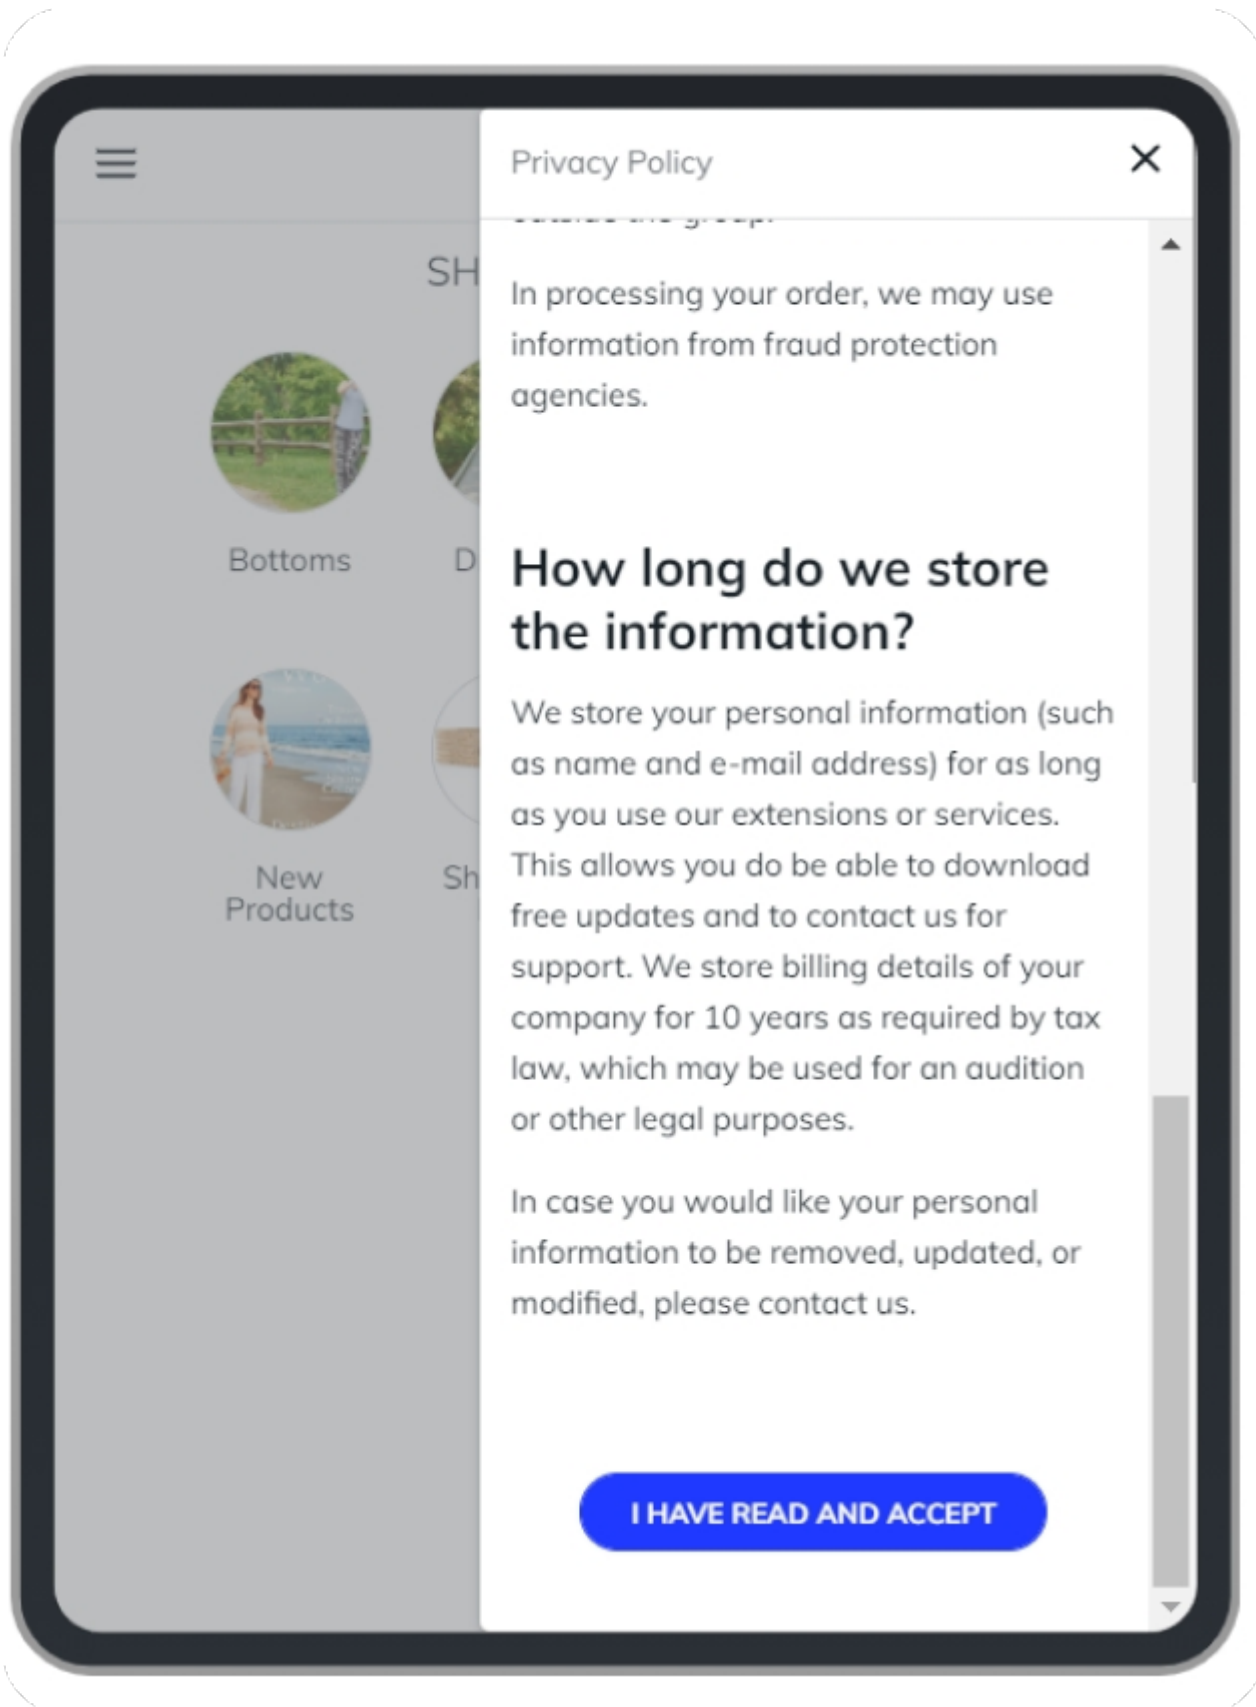 Privacy Policy
outside the group.
In processing your order, we may use
information from fraud protection
agencies.
How long do we store
the information?
We store your personal information (such
as name and e-mail address) for as long
as you use our extensions or services.
This allows you do be able to download
free updates and to contact us for
support. We store billing details of your
company for 10 years as required by tax
law, which may be used for an audition
or other legal purposes.
In case you would like your personal
information to be removed, updated, or
modified, please contact us.
I HAVE READ AND ACCEPT
SH
Bottoms
D
New
Products
Sh